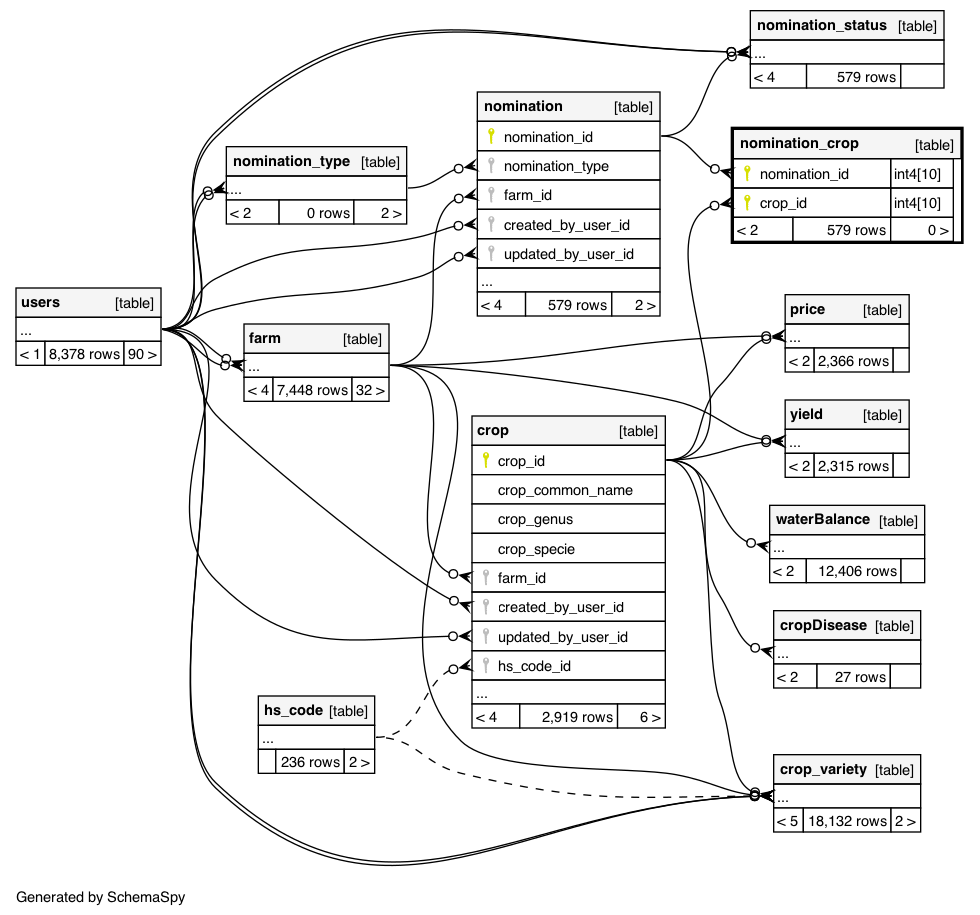 nomination_status [table]
...
< 4 579 rows
nomination [table]
nomination_id
nomination_type
farm_id
created_by_user_id
updated_by_user_id
...
< 4 579 rows 2 >
nomination_crop [table]
nomination_id int4[10]
crop_id int4[10]
< 2 579 rows 0 >
nomination_type [table]
...
< 2 0 rows 2 >
users [table]
...
< 1 8,378 rows 90 >
farm [table]
...
< 4 7,448 rows 32 >
price [table]
...
< 2 2,366 rows
yield [table]
...
< 2 2,315 rows
crop [table]
crop_id
crop_common_name
crop_genus
crop_specie
farm_id
created_by_user_id
updated_by_user_id
hs_code_id
...
< 4 2,919 rows 6 >
waterBalance [table]
...
< 2 12,406 rows
cropDisease [table]
...
< 2 27 rows
hs_code [table]
...
236 rows 2 >
crop_variety [table]
...
< 5 18,132 rows 2 >
Generated by SchemaSpy